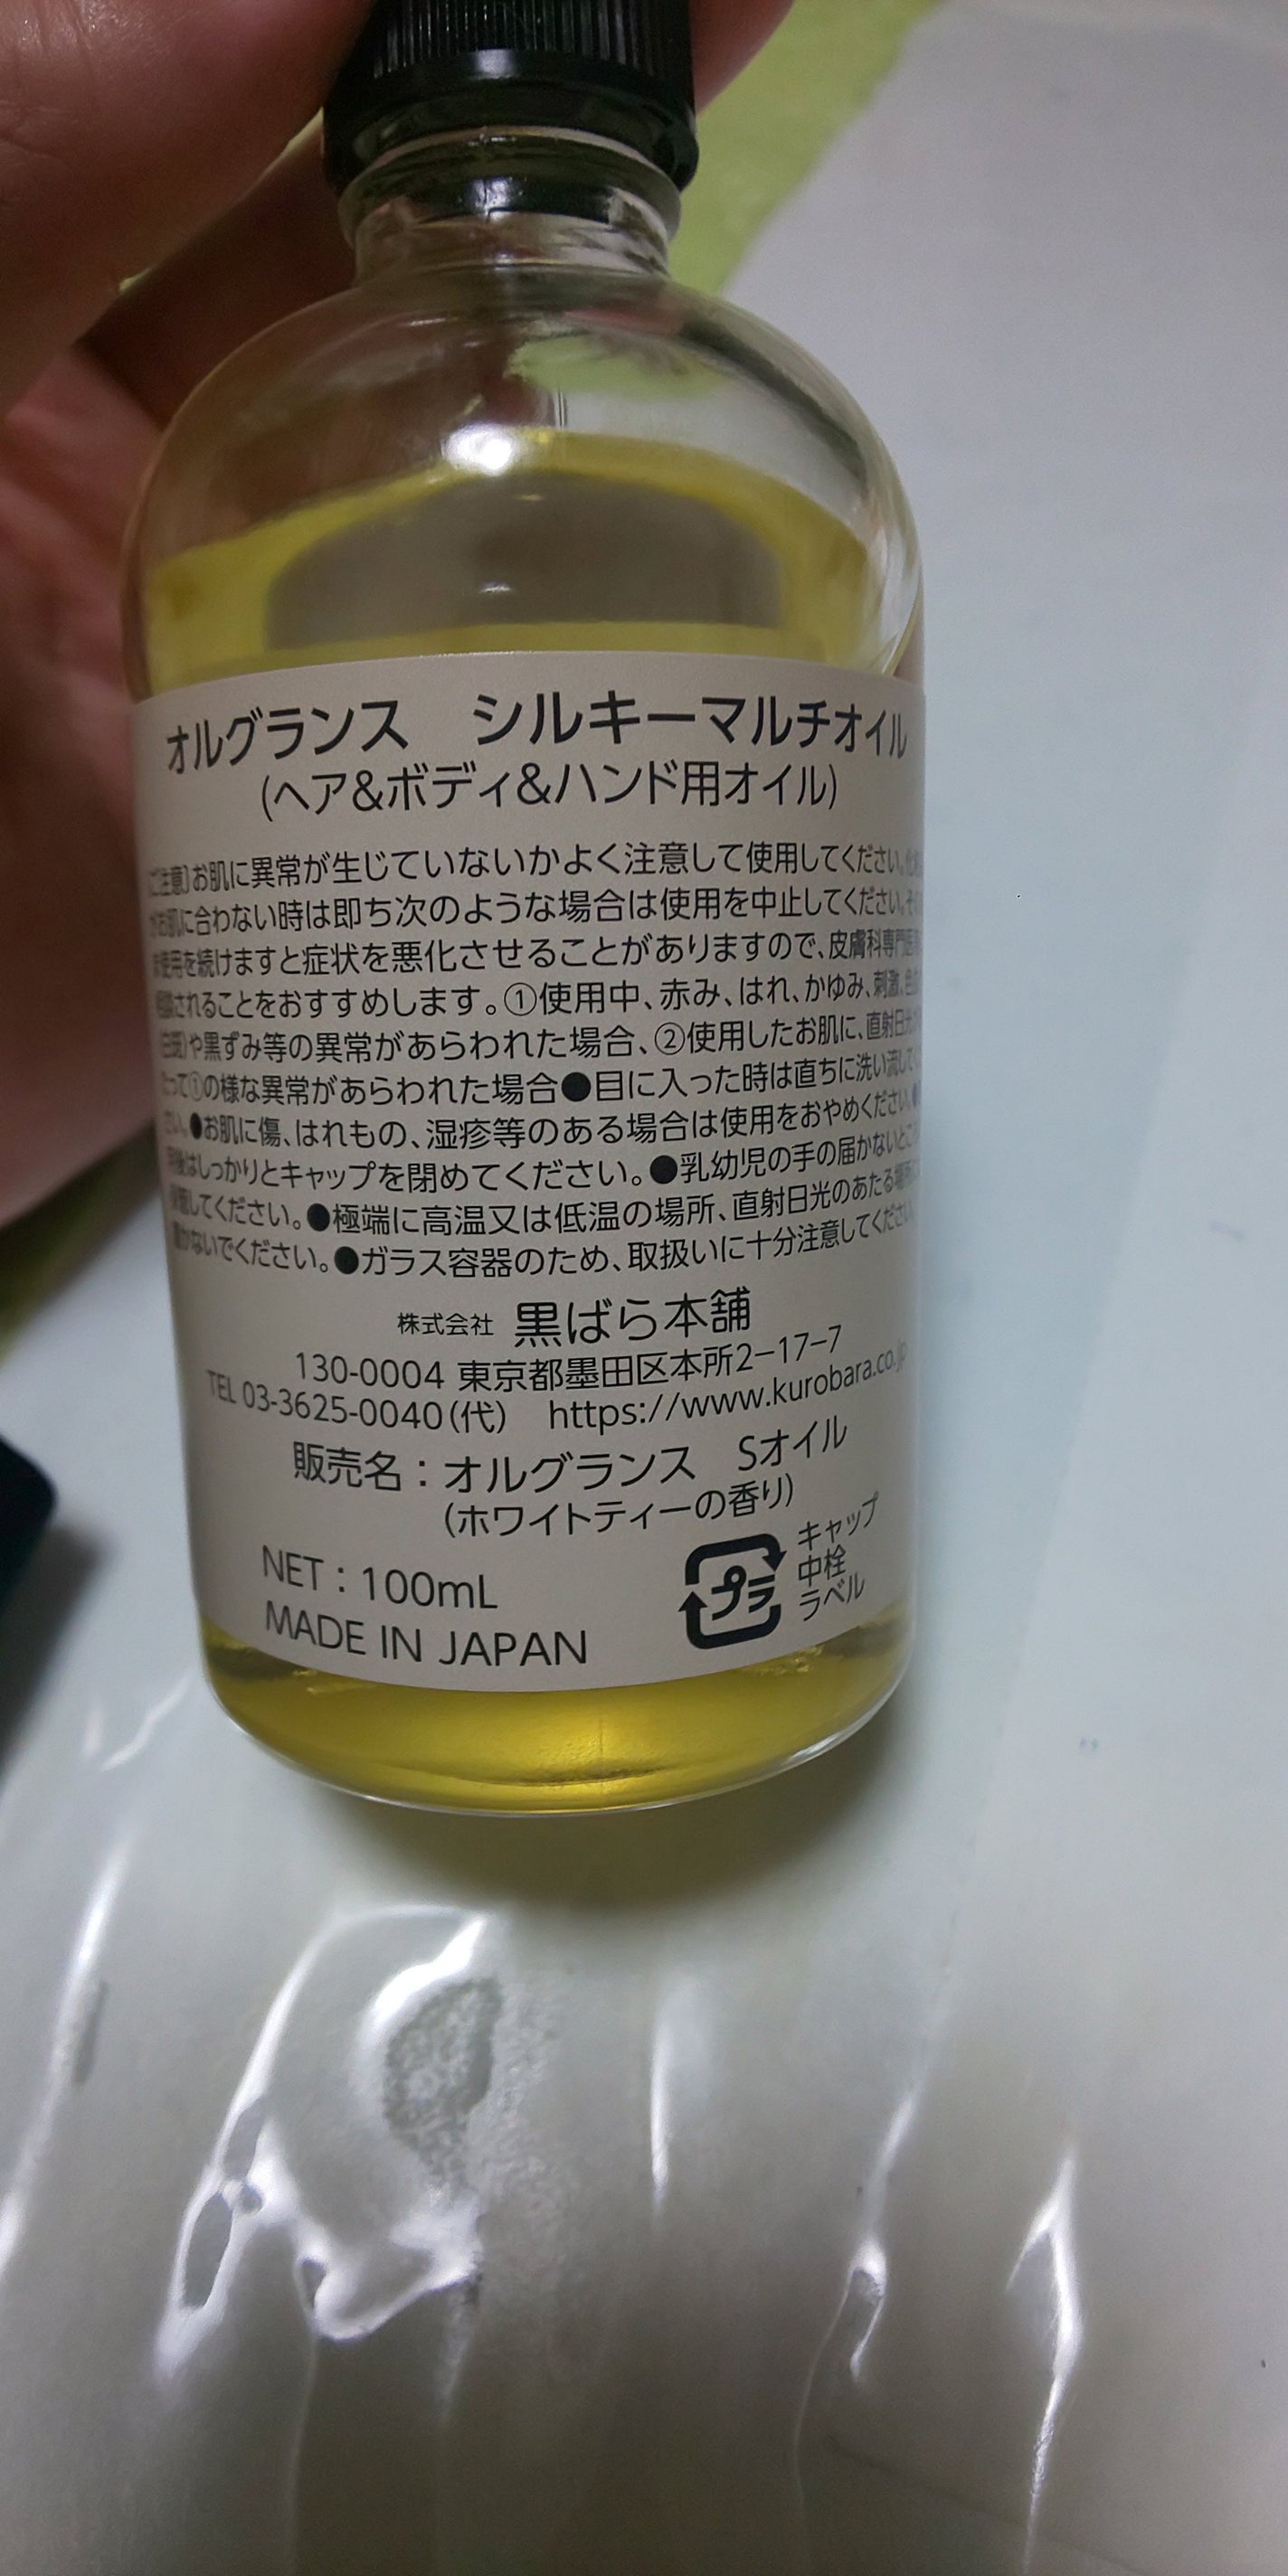 オルグランス　シルキーマルチオイル
(ヘア&ボディ&ハンド用オイル)
ご注意〕お肌に異常が生じていないかよく注意して使用してください。
がお肌に合わない時は即ち次のような場合は使用を中止してください。
使用を続けますと症状を悪化させることがありますので、皮膚科専門医
されることをおすすめします。①使用中、赤み、はれ、かゆみ、刺激、
や黒ずみ等の異常があらわれた場合、②使用したお肌に、直射日光
たって①の様な異常があらわれた場合●目に入った時は直ちに洗い流して
さい。●お肌に傷、はれもの、湿疹等のある場合は使用をおやめください。
後はしっかりとキャップを閉めてください。●乳幼児の手の届かないところ
してください。●極端に高温又は低温の場所、直射日光のあたる場所
かないでください。●ガラス容器のため、取扱いに十分注意してください。
株式会社 黒ばら本舗
130-0004 東京都墨田区本所2-17-7
TEL 03-3625-0040(代)　https://www.kurobara.co.jp
販売名：オルグランス　Sオイル
(ホワイトティーの香り)
NET：100mL
MADE IN JAPAN
プラ
キャップ
中栓
ラベル